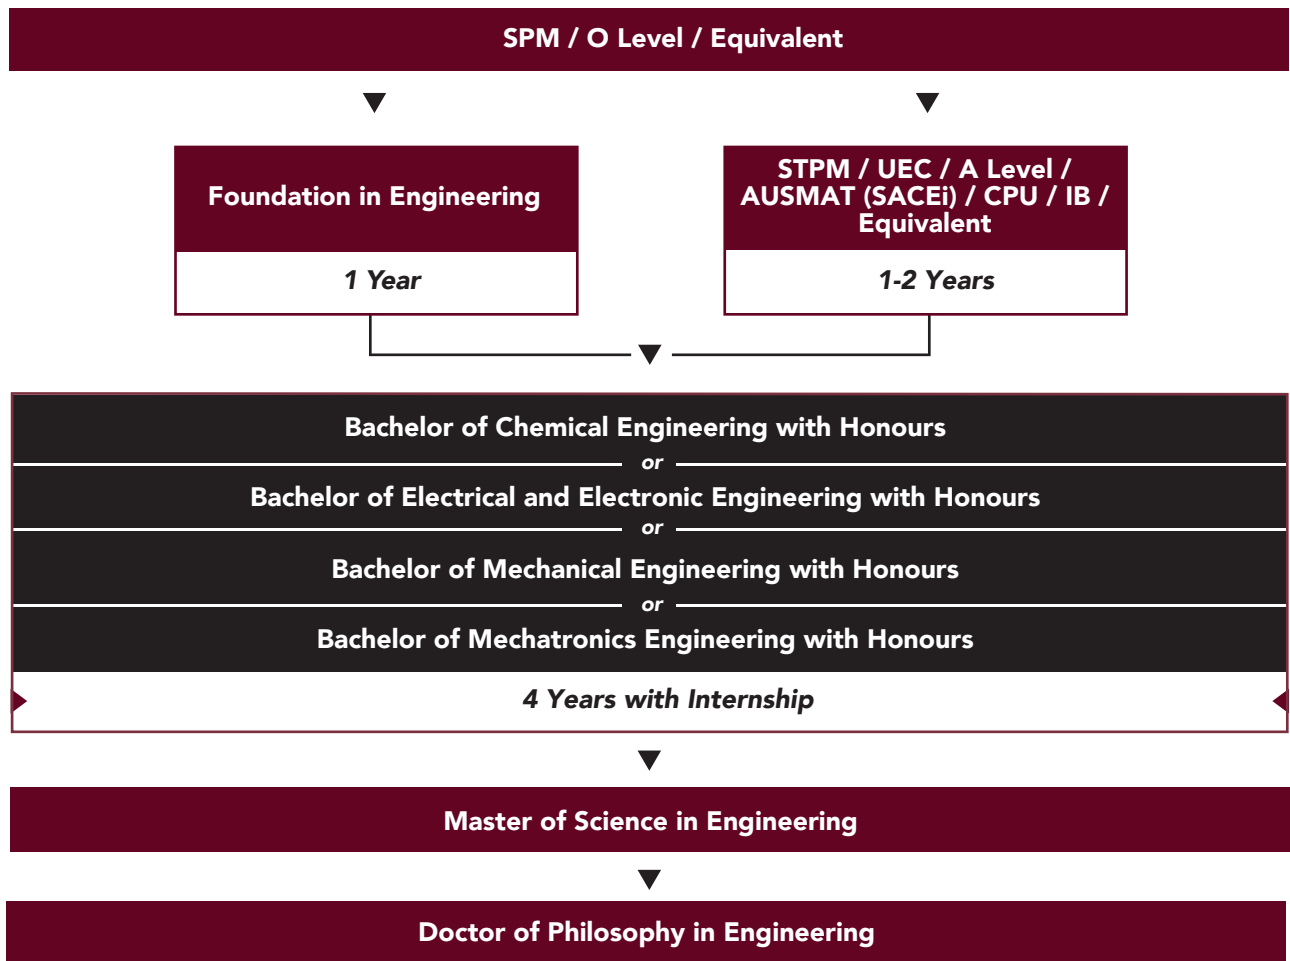 SPM / O Level / Equivalent
Foundation in Engineering
1 Year
STPM / UEC / A Level /
AUSMAT (SACEi) / CPU / IB /
Equivalent
1-2 Years
Bachelor of Chemical Engineering with Honours
or
Bachelor of Electrical and Electronic Engineering with Honours
or
Bachelor of Mechanical Engineering with Honours
or
Bachelor of Mechatronics Engineering with Honours
4 Years with Internship
Master of Science in Engineering
Doctor of Philosophy in Engineering